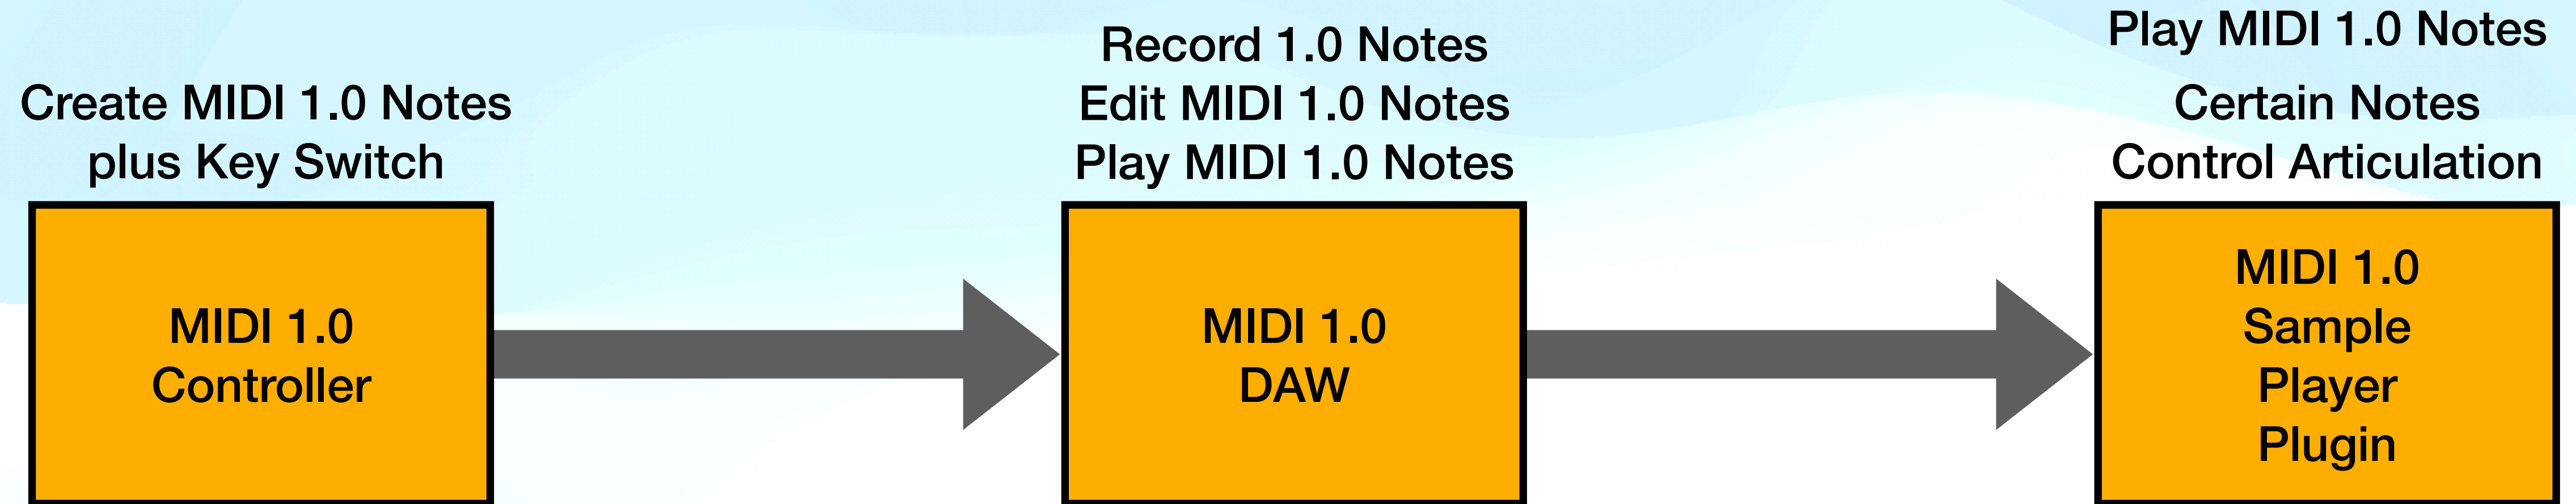 Create MIDI 1.0 Notes
plus Key Switch
MIDI 1.0
Controller
Record 1.0 Notes
Edit MIDI 1.0 Notes
Play MIDI 1.0 Notes
MIDI 1.0
DAW
Play MIDI 1.0 Notes
Certain Notes
Control Articulation
MIDI 1.0
Sample
Player
Plugin